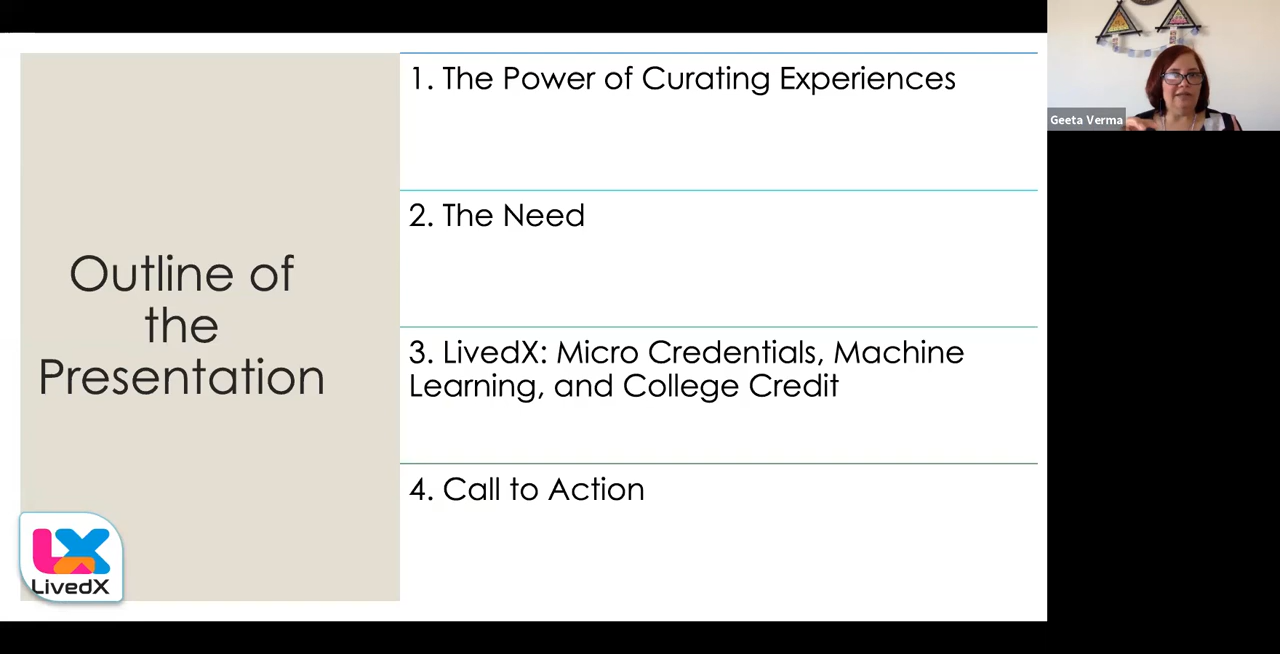 Outline of
the
Presentation
1. The Power of Curating Experiences
2. The Need
3. LivedX: Micro Credentials, Machine
Learning, and College Credit
4. Call to Action
LX
LivedX
Geeta Verma